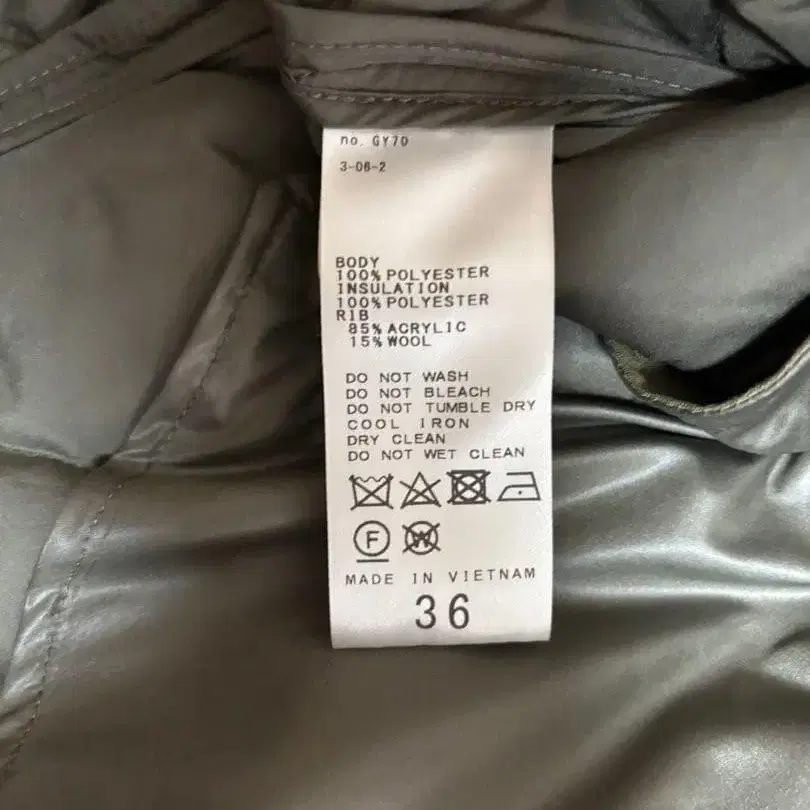 no. GY70
3-06-2
BODY
100% POLYESTER
INSULATION
100% POLYESTER
RIB
85% ACRYLIC
15% WOOL
DO NOT WASH
DO NOT BLEACH
DO NOT TUMBLE DRY
COOL IRON
DRY CLEAN
DO NOT WET CLEAN
F W
MADE IN VIETNAM
36